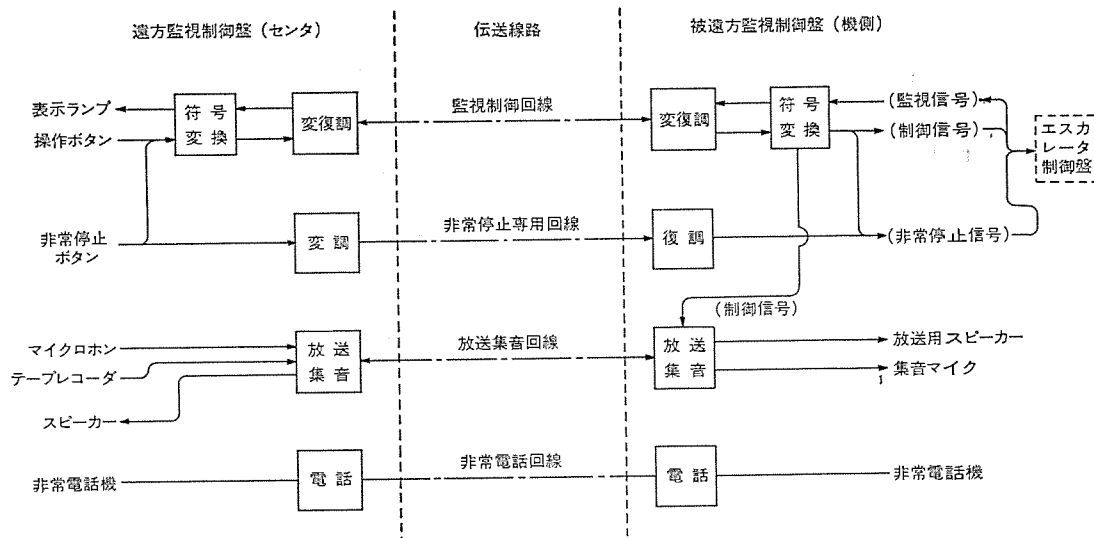 遠方監視制御盤(センタ)
伝送線路
被遠方監視制御盤(機側)
表示ランプ
操作ボタン
符号
変換
変復調
監視制御回線
変復調
符号
変換
(監視信号)
(制御信号)
エスカ
レータ
制御盤
非常停止
ボタン
変調
非常停止専用回線
復調
(非常停止信号)
(制御信号)
マイクロホン
テープレコーダ
スピーカー
放送
集音
放送集音回線
放送
集音
放送用スピーカー
集音マイク
非常電話機
電話
非常電話回線
電話
非常電話機